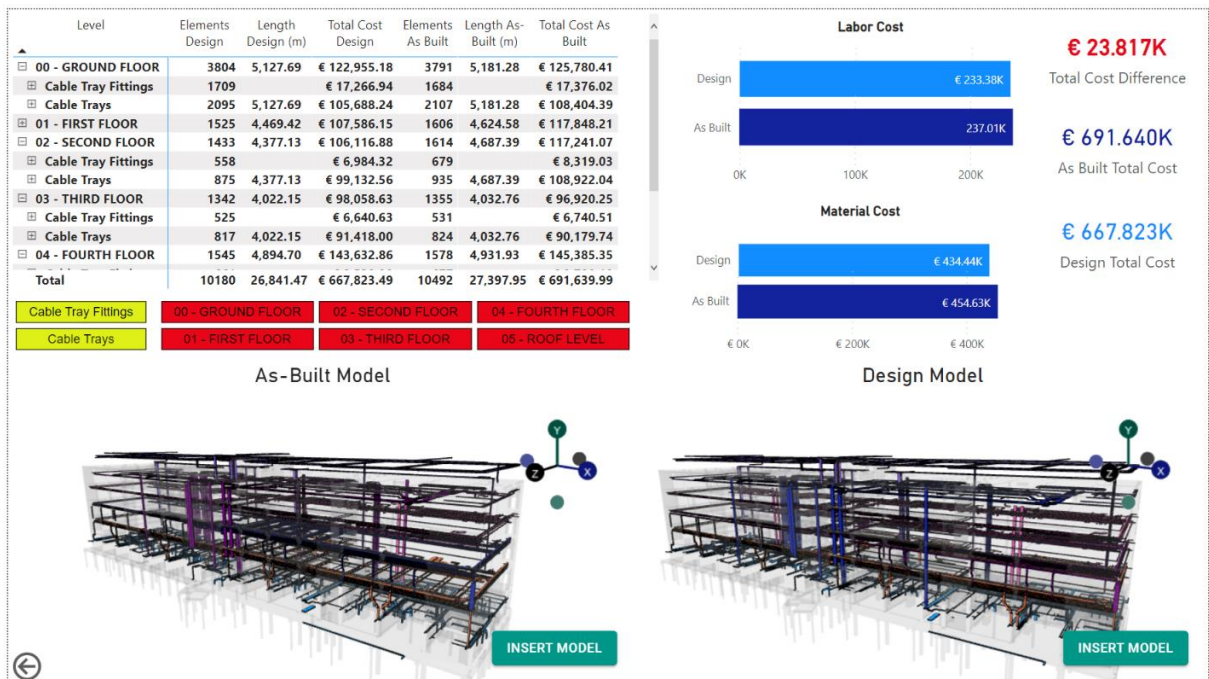 Level Elements Design Length Design (m) Total Cost Design Elements As Built Length As-Built (m) Total Cost As Built
00 - GROUND FLOOR 3804 5,127.69 € 122,955.18 3791 5,181.28 € 125,780.41
Cable Tray Fittings 1709 € 17,266.94 1684 € 17,376.02
Cable Trays 2095 5,127.69 € 105,688.24 2107 5,181.28 € 108,404.39
01 - FIRST FLOOR 1525 4,469.42 € 107,586.15 1606 4,624.58 € 117,848.21
02 - SECOND FLOOR 1433 4,377.13 € 106,116.88 1614 4,687.39 € 117,241.07
Cable Tray Fittings 558 € 6,984.32 679 € 8,319.03
Cable Trays 875 4,377.13 € 99,132.56 935 4,687.39 € 108,922.04
03 - THIRD FLOOR 1342 4,022.15 € 98,058.63 1355 4,032.76 € 96,920.25
Cable Tray Fittings 525 € 6,640.63 531 € 6,740.51
Cable Trays 817 4,022.15 € 91,418.00 824 4,032.76 € 90,179.74
04 - FOURTH FLOOR 1545 4,894.70 € 143,632.86 1578 4,931.93 € 145,385.35
Total 10180 26,841.47 € 667,823.49 10492 27,397.95 € 691,639.99
Cable Tray Fittings 00 - GROUND FLOOR 02 - SECOND FLOOR 04 - FOURTH FLOOR
Cable Trays 01 - FIRST FLOOR 03 - THIRD FLOOR 05 - ROOF LEVEL
Labor Cost
Design € 233.38K
As Built 237.01K
0K 100K 200K
Material Cost
Design € 434.44K
As Built € 454.63K
€ 0K € 200K € 400K
€ 23.817K
Total Cost Difference
€ 691.640K
As Built Total Cost
€ 667.823K
Design Total Cost
As-Built Model
Y
Z X
INSERT MODEL
Design Model
Y
Z X
INSERT MODEL